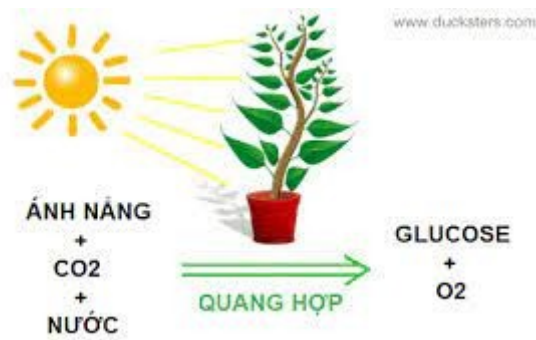 www.ducksters.com
ÁNH NẮNG
+
CO2
+
NƯỚC
QUANG HỢP
GLUCOSE
+
O2